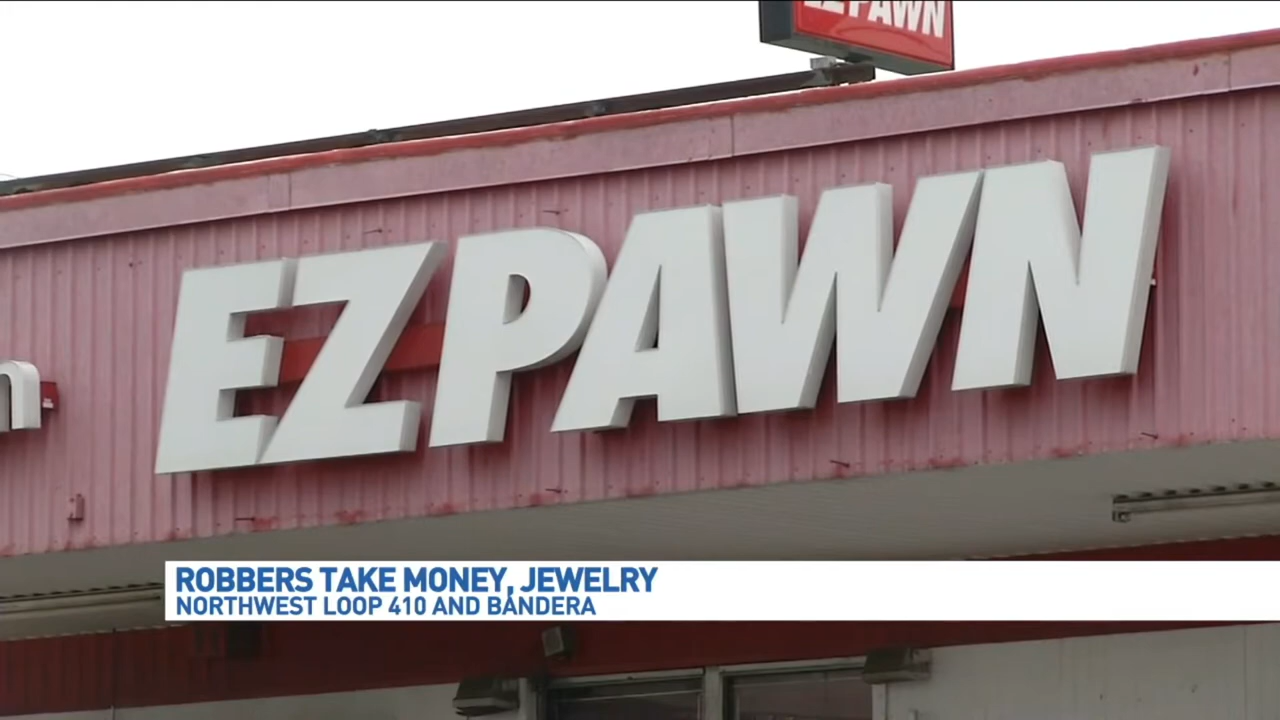 EZPAWN
EZPAWN
ROBBERS TAKE MONEY, JEWELRY
NORTHWEST LOOP 410 AND BANDERA